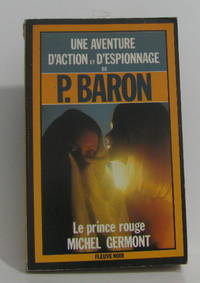 UNE AVENTURE
D'ACTION ET D'ESPIONNAGE
DE
P. BARON
Le prince rouge
MICHEL GERMONT
FLEUVE NOIR